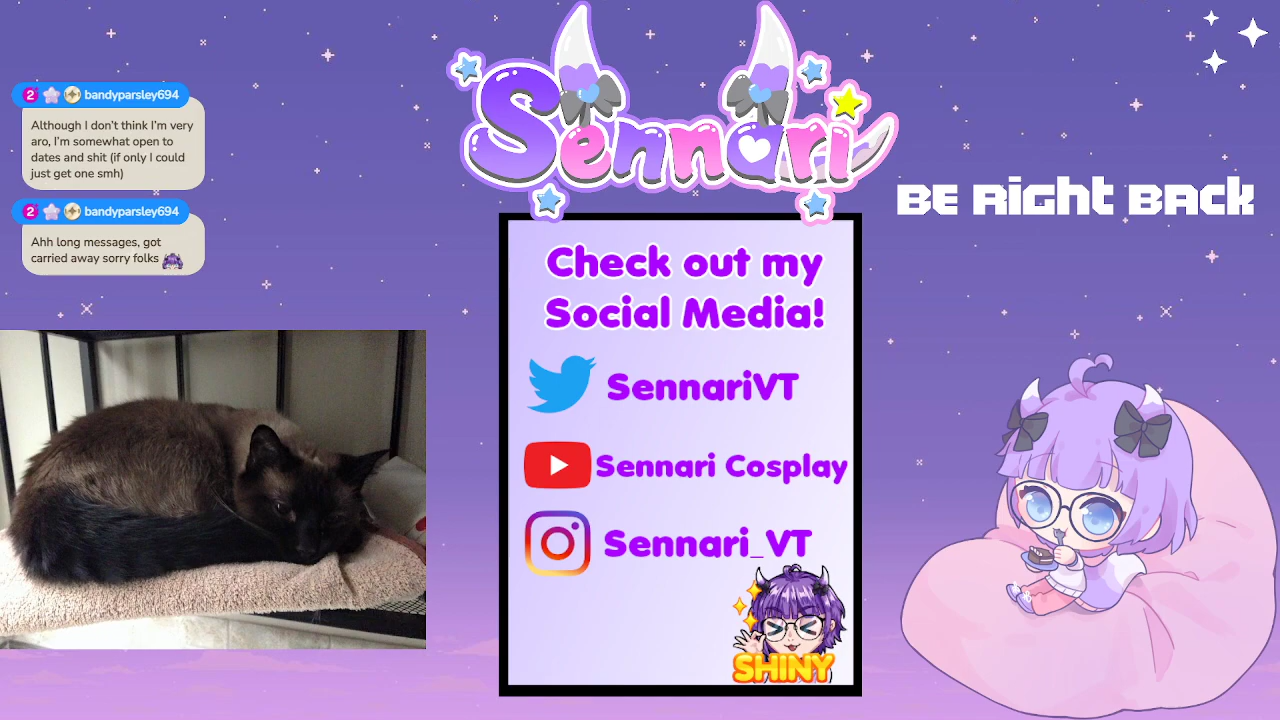 Sennari
BE RIGHT BACK
2 bandyparsley694
Although I don't think I'm very
aro, I'm somewhat open to
dates and shit (if only I could
just get one smh)
2 bandyparsley694
Ahh long messages, got
carried away sorry folks
Check out my
Social Media!
SennariVT
Sennari Cosplay
Sennari_VT
SHINY